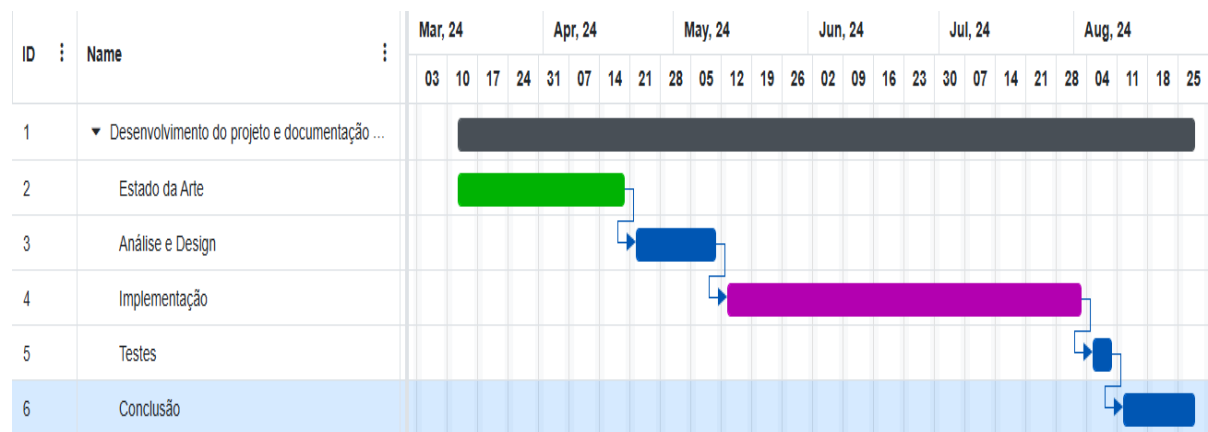 Mar, 24 Apr, 24 May, 24 Jun, 24 Jul, 24 Aug, 24
ID Name
03 10 17 24 31 07 14 21 28 05 12 19 26 02 09 16 23 30 07 14 21 28 04 11 18 25
1 Desenvolvimento do projeto e documentação ...
2 Estado da Arte
3 Análise e Design
4 Implementação
5 Testes
6 Conclusão